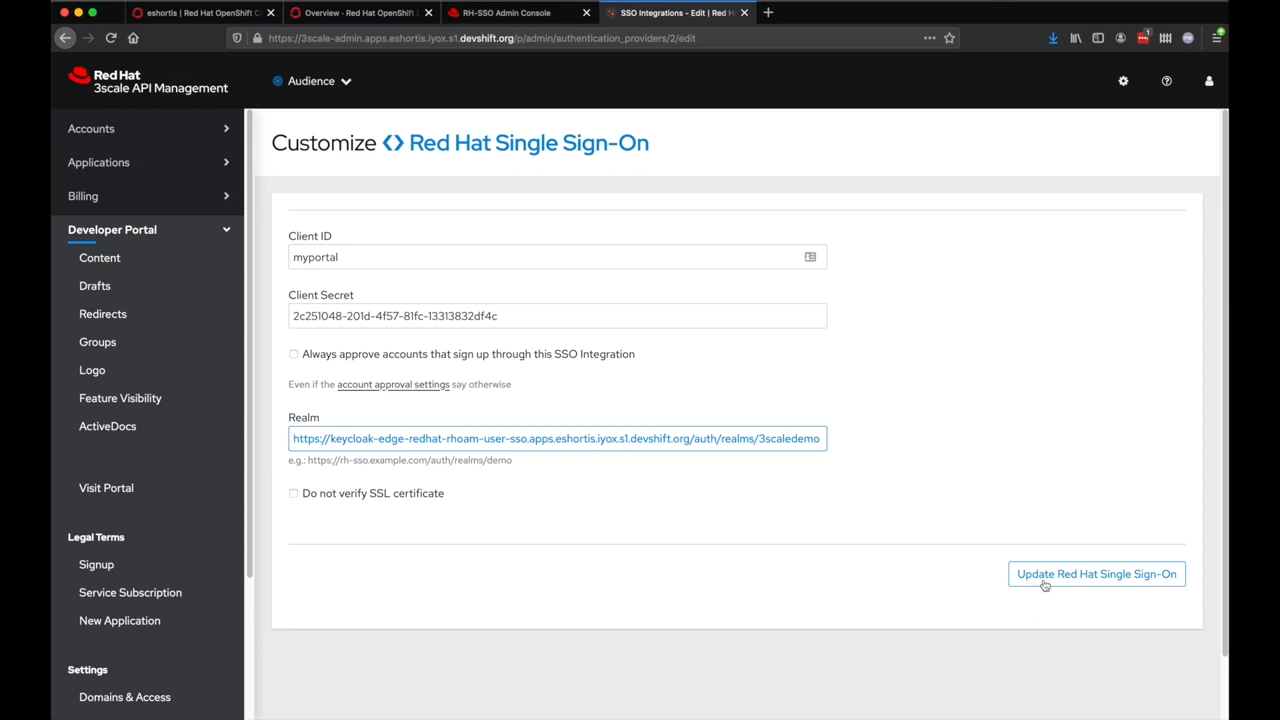 eshortis | Red Hat OpenShift C
Overview · Red Hat OpenShift
RH-SSO Admin Console
SSO Integrations - Edit | Red H
https://3scale-admin.apps.eshortis.iyox.s1.devshift.org/p/admin/authentication_providers/2/edit
Red Hat
3scale API Management
Audience
Accounts
Applications
Billing
Developer Portal
Content
Drafts
Redirects
Groups
Logo
Feature Visibility
ActiveDocs
Visit Portal
Legal Terms
Signup
Service Subscription
New Application
Settings
Domains & Access
Customize <> Red Hat Single Sign-On
Client ID
myportal
Client Secret
2c251048-201d-4f57-81fc-13313832df4c
Always approve accounts that sign up through this SSO Integration
Even if the account approval settings say otherwise
Realm
https://keycloak-edge-redhat-rhoam-user-sso.apps.eshortis.iyox.s1.devshift.org/auth/realms/3scaledemo
e.g.: https://rh-sso.example.com/auth/realms/demo
Do not verify SSL certificate
Update Red Hat Single Sign-On